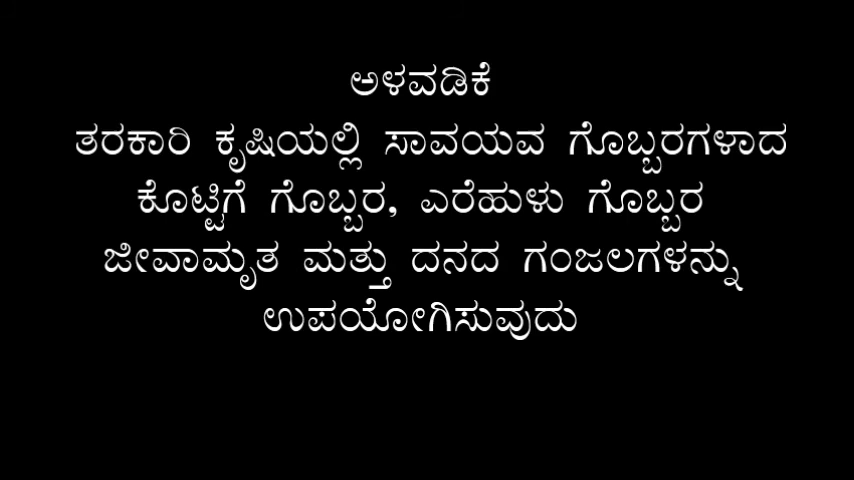 ಅಳವಡಿಕೆ
ತರಕಾರಿ ಕೃಷಿಯಲ್ಲಿ ಸಾವಯವ ಗೊಬ್ಬರಗಳಾದ
ಕೊಟ್ಟಿಗೆ ಗೊಬ್ಬರ, ಎರೆಹುಳು ಗೊಬ್ಬರ
ಜೀವಾಮೃತ ಮತ್ತು ದನದ ಗಂಜಲಗಳನ್ನು
ಉಪಯೋಗಿಸುವುದು